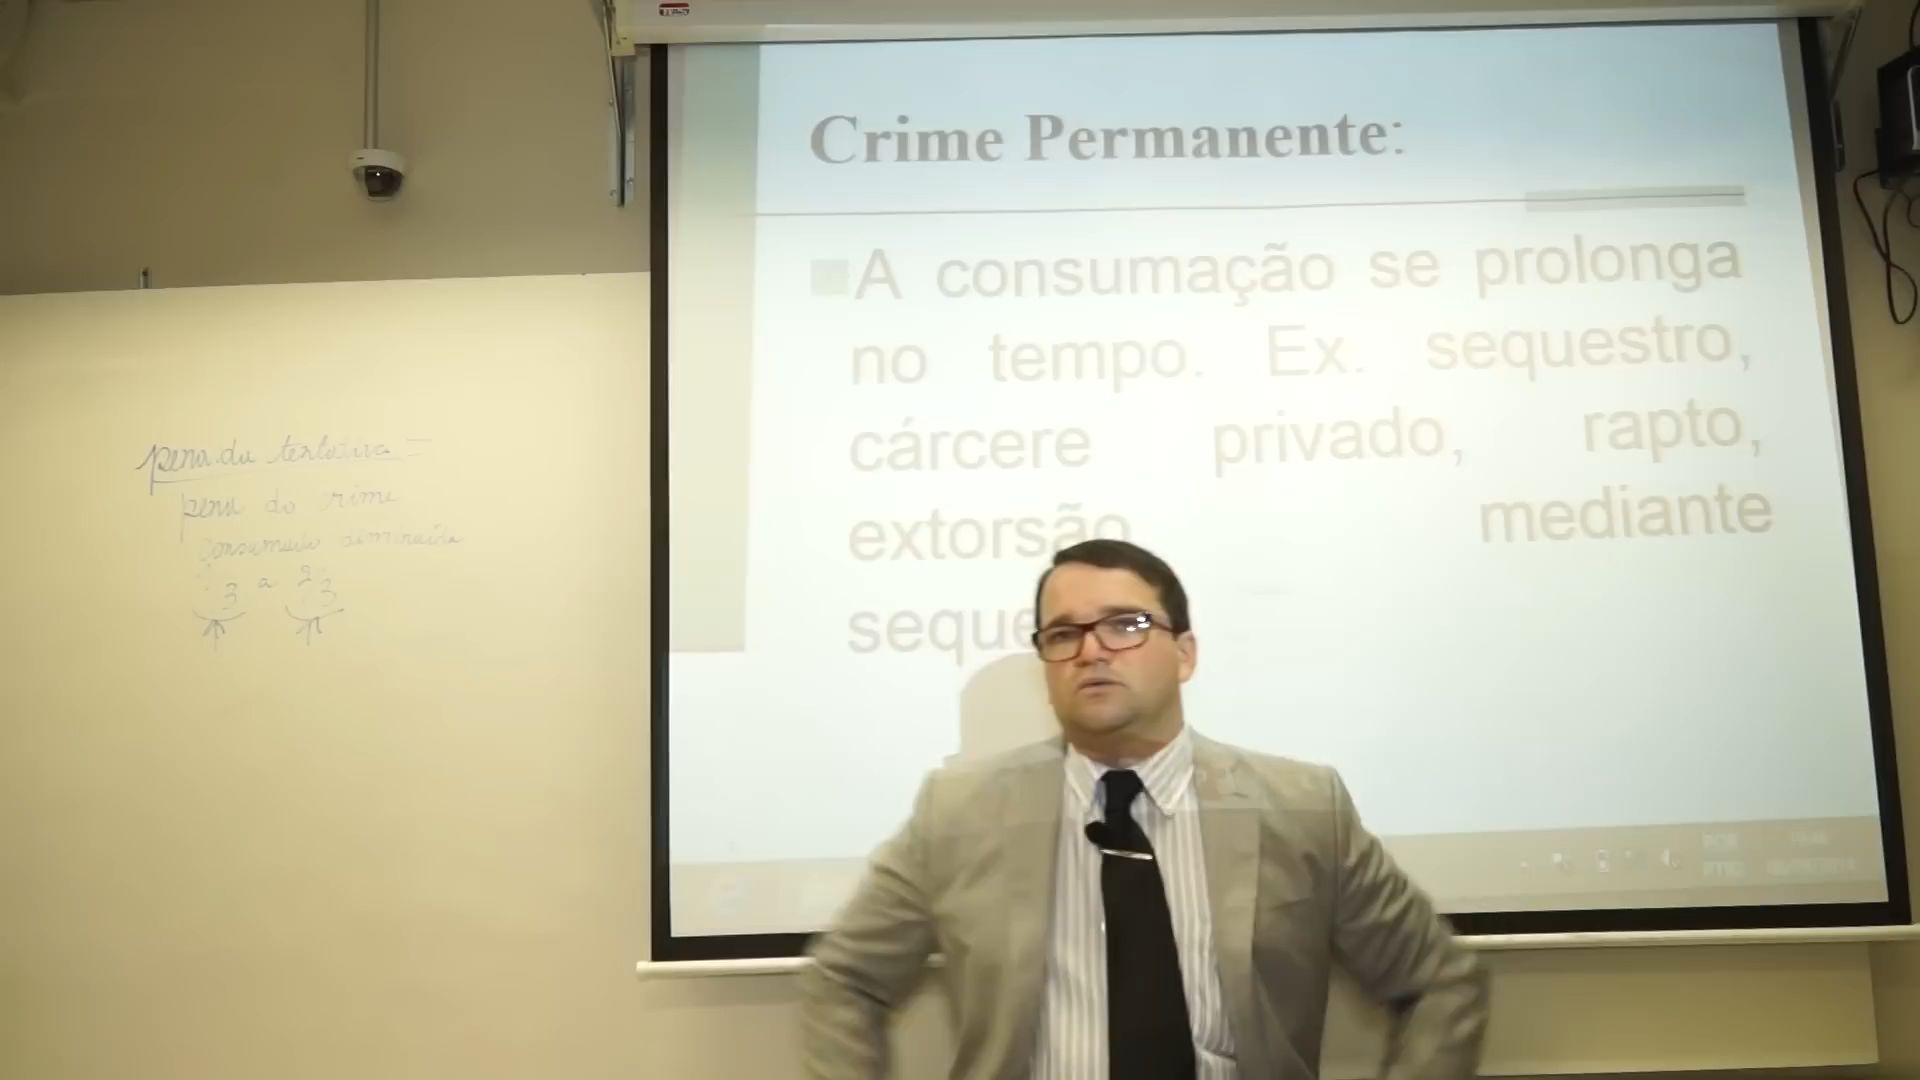 Crime Permanente:
A consumação se prolonga
no tempo. Ex. sequestro,
cárcere privado, rapto,
extorsão mediante
seque
pena da tentativa =
pena do crime
consumado diminuída
3 a 2 3